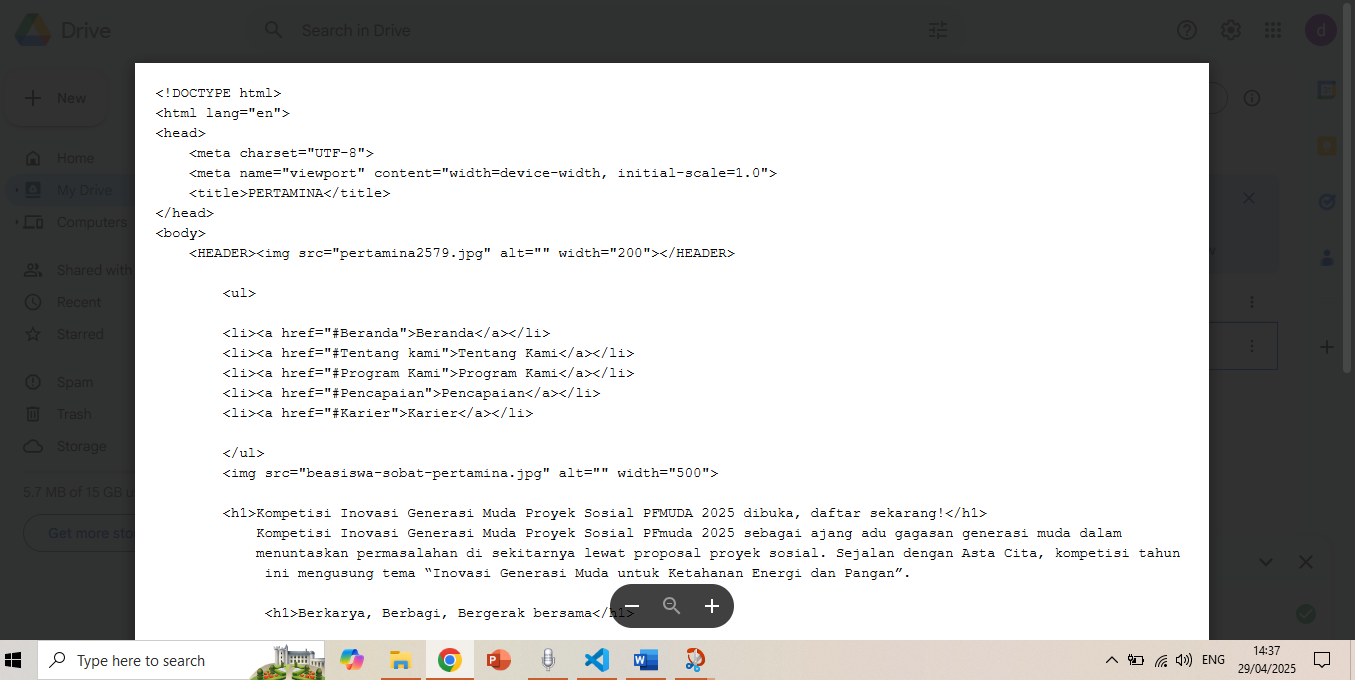 Drive
Search in Drive
d
New
Home
My Drive
Computers
Shared with
Recent
Starred
Spam
Trash
Storage
5.7 MB of 15 GB u
Get more sto
<!DOCTYPE html>
<html lang="en">
<head>
<meta charset="UTF-8">
<meta name="viewport" content="width=device-width, initial-scale=1.0">
<title>PERTAMINA</title>
</head>
<body>
<HEADER><img src="pertamina2579.jpg" alt="" width="200"></HEADER>
<ul>
<li><a href="#Beranda">Beranda</a></li>
<li><a href="#Tentang kami">Tentang Kami</a></li>
<li><a href="#Program Kami">Program Kami</a></li>
<li><a href="#Pencapaian">Pencapaian</a></li>
<li><a href="#Karier">Karier</a></li>
</ul>
<img src="beasiswa-sobat-pertamina.jpg" alt="" width="500">
<h1>Kompetisi Inovasi Generasi Muda Proyek Sosial PFMUDA 2025 dibuka, daftar sekarang!</h1>
Kompetisi Inovasi Generasi Muda Proyek Sosial PFmuda 2025 sebagai ajang adu gagasan generasi muda dalam
menuntaskan permasalahan di sekitarnya lewat proposal proyek sosial. Sejalan dengan Asta Cita, kompetisi tahun
ini mengusung tema “Inovasi Generasi Muda untuk Ketahanan Energi dan Pangan”.
<h1>Berkarya, Berbagi, Bergerak bersama</h1>
Type here to search
ENG
14:37
29/04/2025